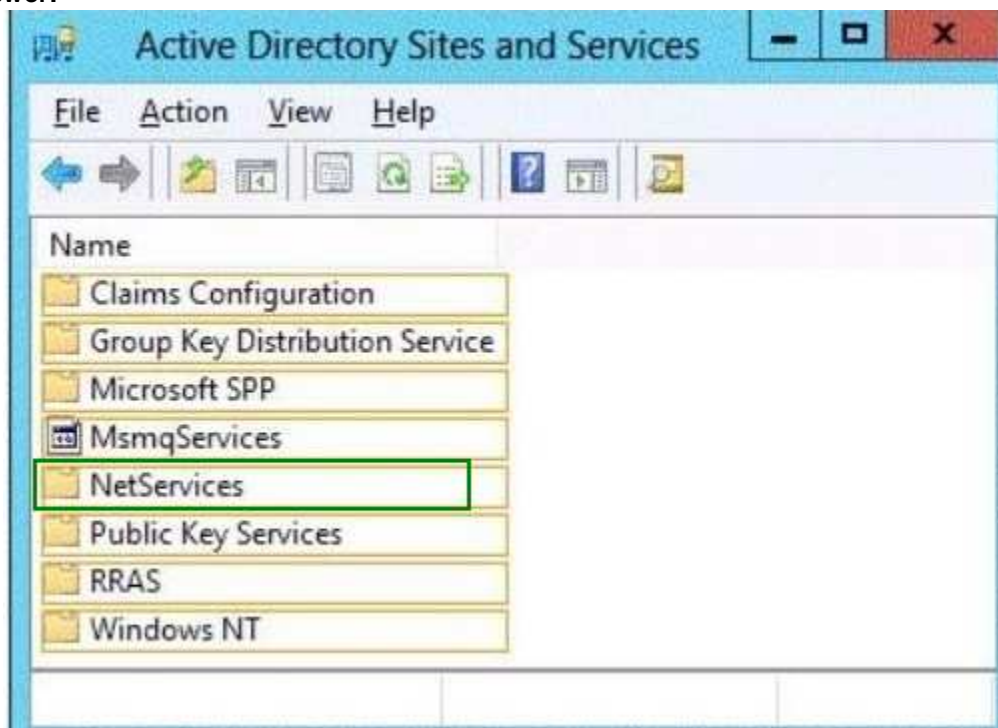 Active Directory Sites and Services
File Action View Help
Name
Claims Configuration
Group Key Distribution Service
Microsoft SPP
MsmqServices
NetServices
Public Key Services
RRAS
Windows NT